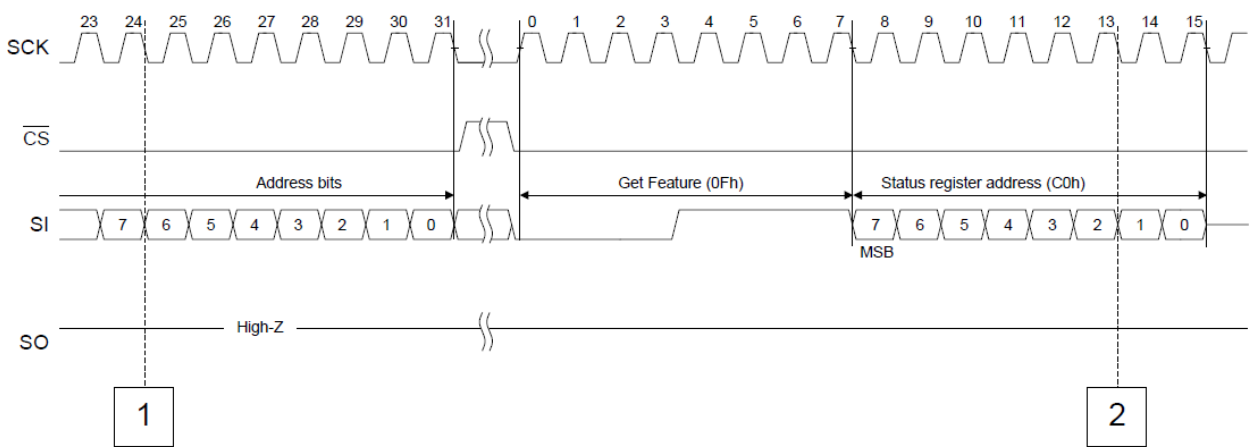 23 24 25 26 27 28 29 30 31 0 1 2 3 4 5 6 7 8 9 10 11 12 13 14 15
SCK
CS
Address bits Get Feature (0Fh) Status register address (C0h)
SI 7 6 5 4 3 2 1 0 7 6 5 4 3 2 1 0
MSB
High-Z
SO
1 2